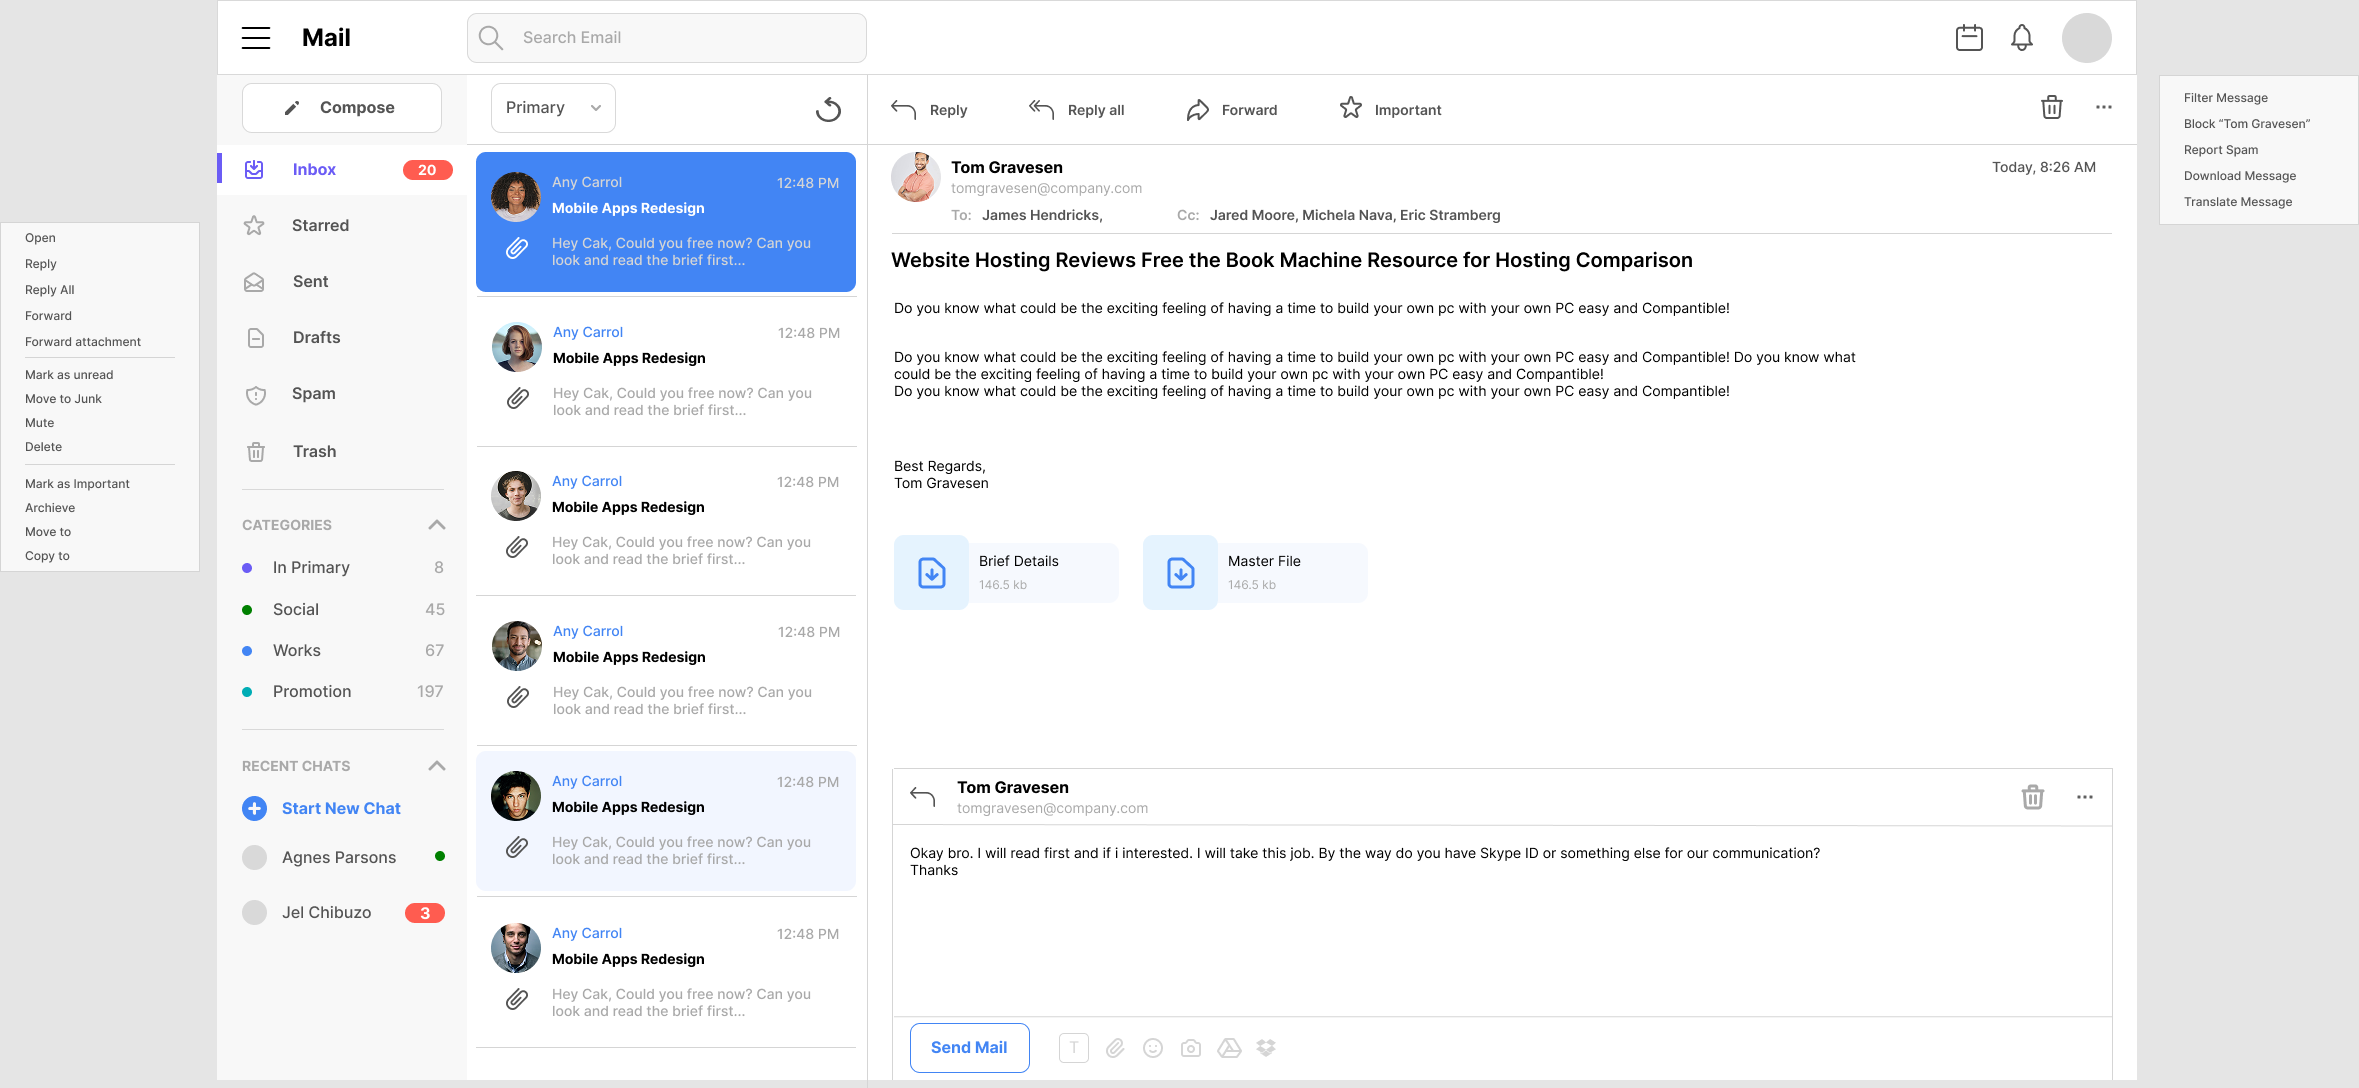 Mail
Search Email
Compose
Inbox 20
Starred
Sent
Drafts
Spam
Trash
CATEGORIES
In Primary 8
Social 45
Works 67
Promotion 197
RECENT CHATS
Start New Chat
Agnes Parsons
Jel Chibuzo 3
Open
Reply
Reply All
Forward
Forward attachment
Mark as unread
Move to Junk
Mute
Delete
Mark as Important
Archieve
Move to
Copy to
Primary
Any Carrol 12:48 PM
Mobile Apps Redesign
Hey Cak, Could you free now? Can you
look and read the brief first...
Any Carrol 12:48 PM
Mobile Apps Redesign
Hey Cak, Could you free now? Can you
look and read the brief first...
Any Carrol 12:48 PM
Mobile Apps Redesign
Hey Cak, Could you free now? Can you
look and read the brief first...
Any Carrol 12:48 PM
Mobile Apps Redesign
Hey Cak, Could you free now? Can you
look and read the brief first...
Any Carrol 12:48 PM
Mobile Apps Redesign
Hey Cak, Could you free now? Can you
look and read the brief first...
Any Carrol 12:48 PM
Mobile Apps Redesign
Hey Cak, Could you free now? Can you
look and read the brief first...
Reply Reply all Forward Important
Tom Gravesen Today, 8:26 AM
tomgravesen@company.com
To: James Hendricks, Cc: Jared Moore, Michela Nava, Eric Stramberg
Website Hosting Reviews Free the Book Machine Resource for Hosting Comparison
Do you know what could be the exciting feeling of having a time to build your own pc with your own PC easy and Compantible!
Do you know what could be the exciting feeling of having a time to build your own pc with your own PC easy and Compantible! Do you know what
could be the exciting feeling of having a time to build your own pc with your own PC easy and Compantible!
Do you know what could be the exciting feeling of having a time to build your own pc with your own PC easy and Compantible!
Best Regards,
Tom Gravesen
Brief Details
146.5 kb
Master File
146.5 kb
Tom Gravesen
tomgravesen@company.com
Okay bro. I will read first and if i interested. I will take this job. By the way do you have Skype ID or something else for our communication?
Thanks
Send Mail T
Filter Message
Block “Tom Gravesen”
Report Spam
Download Message
Translate Message